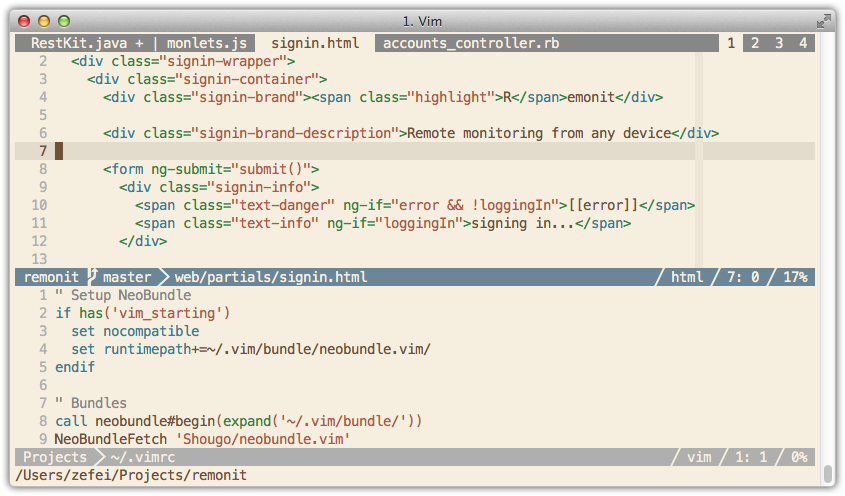 1. Vim
RestKit.java + | monlets.js signin.html accounts_controller.rb 1 2 3 4
2 <div class="signin-wrapper">
3 <div class="signin-container">
4 <div class="signin-brand"><span class="highlight">R</span>emonit</div>
5
6 <div class="signin-brand-description">Remote monitoring from any device</div>
7
8 <form ng-submit="submit()">
9 <div class="signin-info">
10 <span class="text-danger" ng-if="error && !loggingIn">[[error]]</span>
11 <span class="text-info" ng-if="loggingIn">signing in...</span>
12 </div>
13
remonit master web/partials/signin.html html 7: 0 17%
1 " Setup NeoBundle
2 if has('vim_starting')
3 set nocompatible
4 set runtimepath+=~/.vim/bundle/neobundle.vim/
5 endif
6
7 " Bundles
8 call neobundle#begin(expand('~/.vim/bundle/'))
9 NeoBundleFetch 'Shougo/neobundle.vim'
Projects ~/.vimrc vim 1: 1 0%
/Users/zefei/Projects/remonit